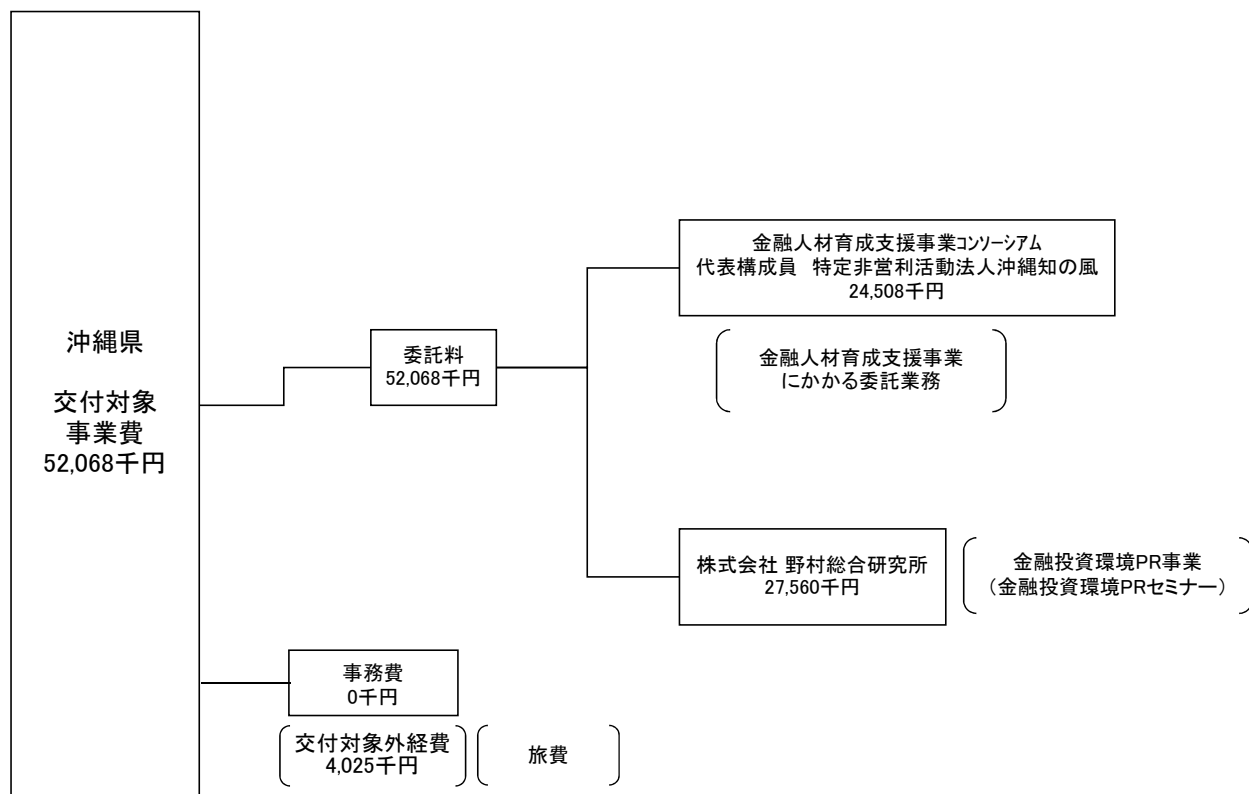 沖縄県
交付対象
事業費
52,068千円
委託料
52,068千円
金融人材育成支援事業コンソーシアム
代表構成員　特定非営利活動法人沖縄知の風
24,508千円
金融人材育成支援事業
にかかる委託業務
株式会社 野村総合研究所
27,560千円
金融投資環境PR事業
（金融投資環境PRセミナー）
事務費
0千円
交付対象外経費
4,025千円
旅費